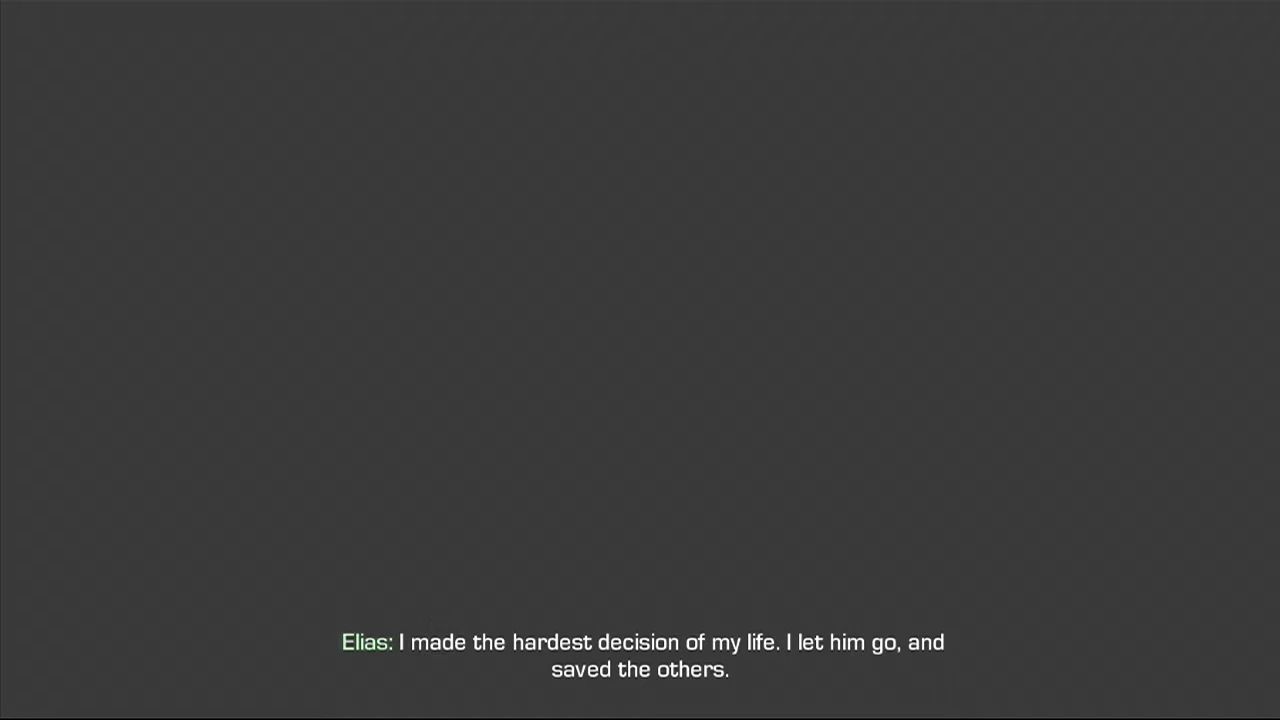 Elias: I made the hardest decision of my life. I let him go, and
saved the others.